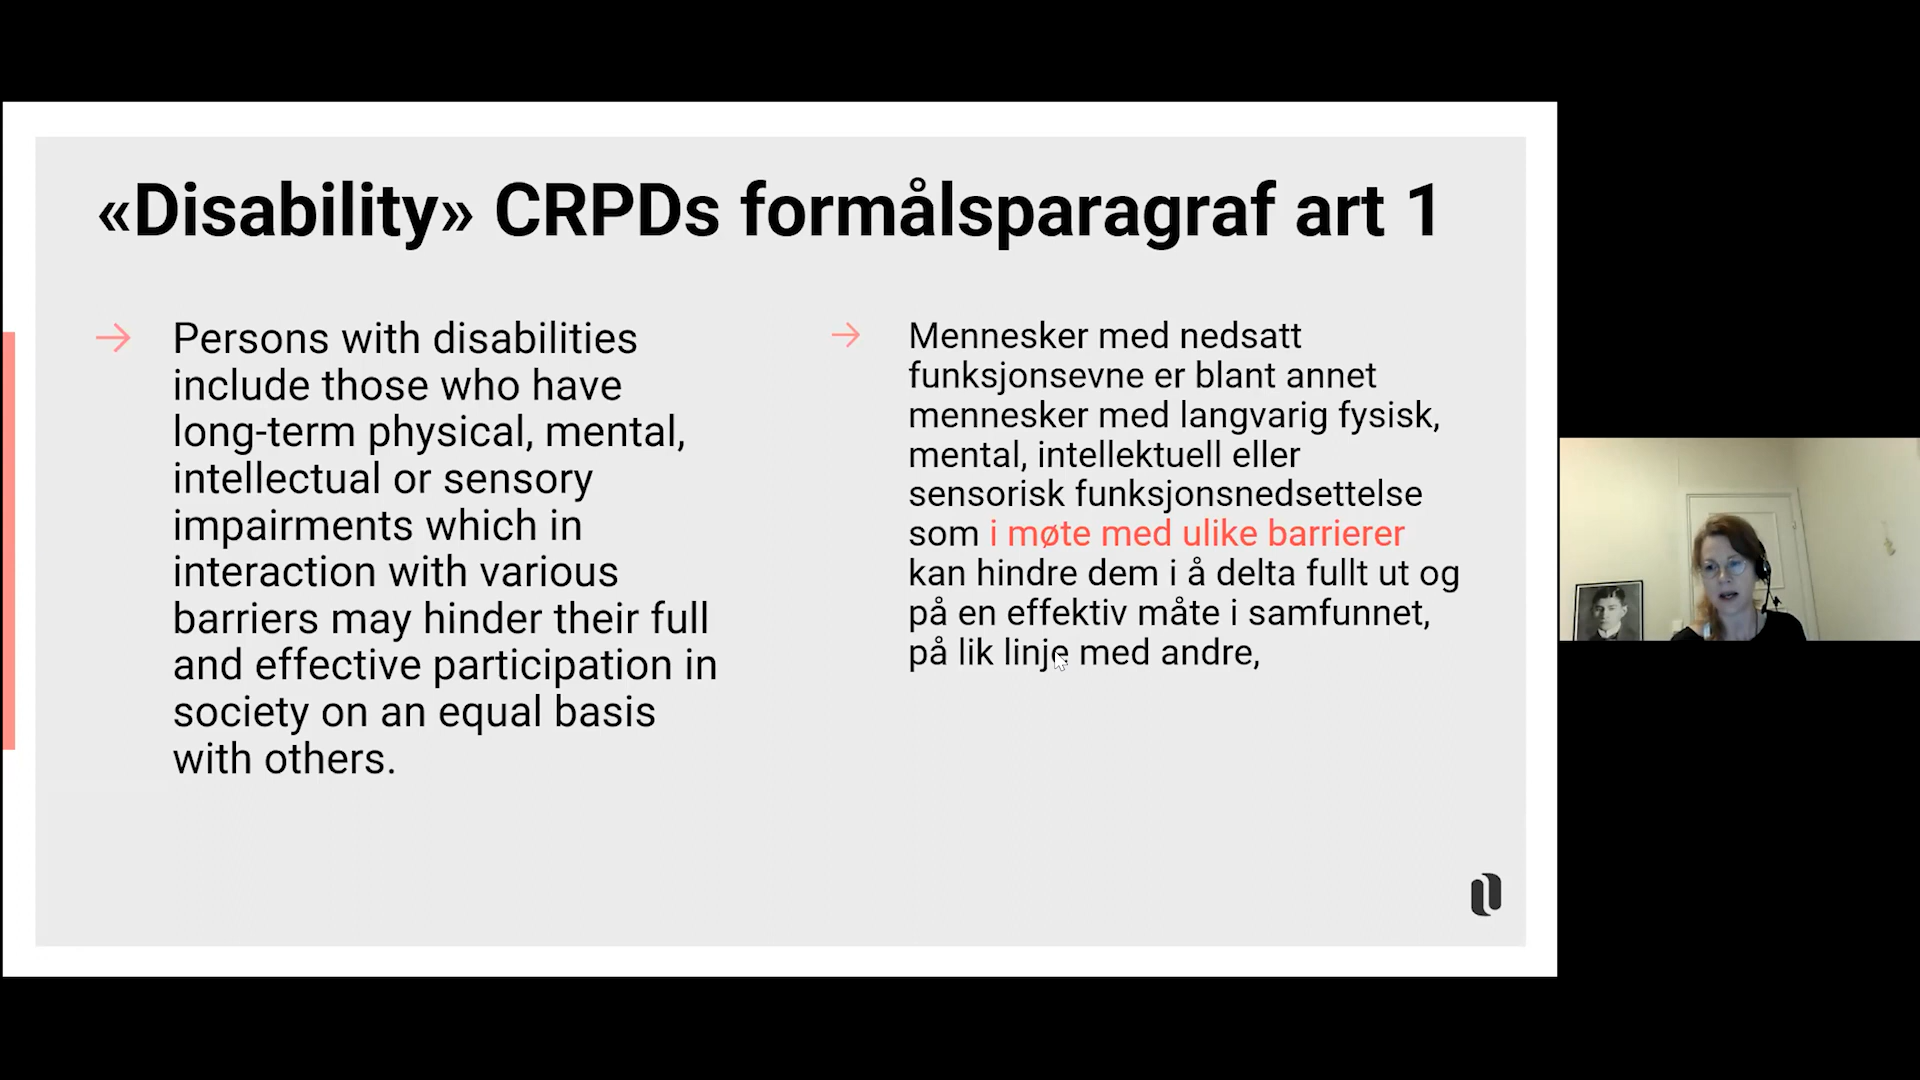 «Disability» CRPDs formålsparagraf art 1
Persons with disabilities
include those who have
long-term physical, mental,
intellectual or sensory
impairments which in
interaction with various
barriers may hinder their full
and effective participation in
society on an equal basis
with others.
Mennesker med nedsatt
funksjonsevne er blant annet
mennesker med langvarig fysisk,
mental, intellektuell eller
sensorisk funksjonsnedsettelse
som i møte med ulike barrierer
kan hindre dem i å delta fullt ut og
på en effektiv måte i samfunnet,
på lik linje med andre,